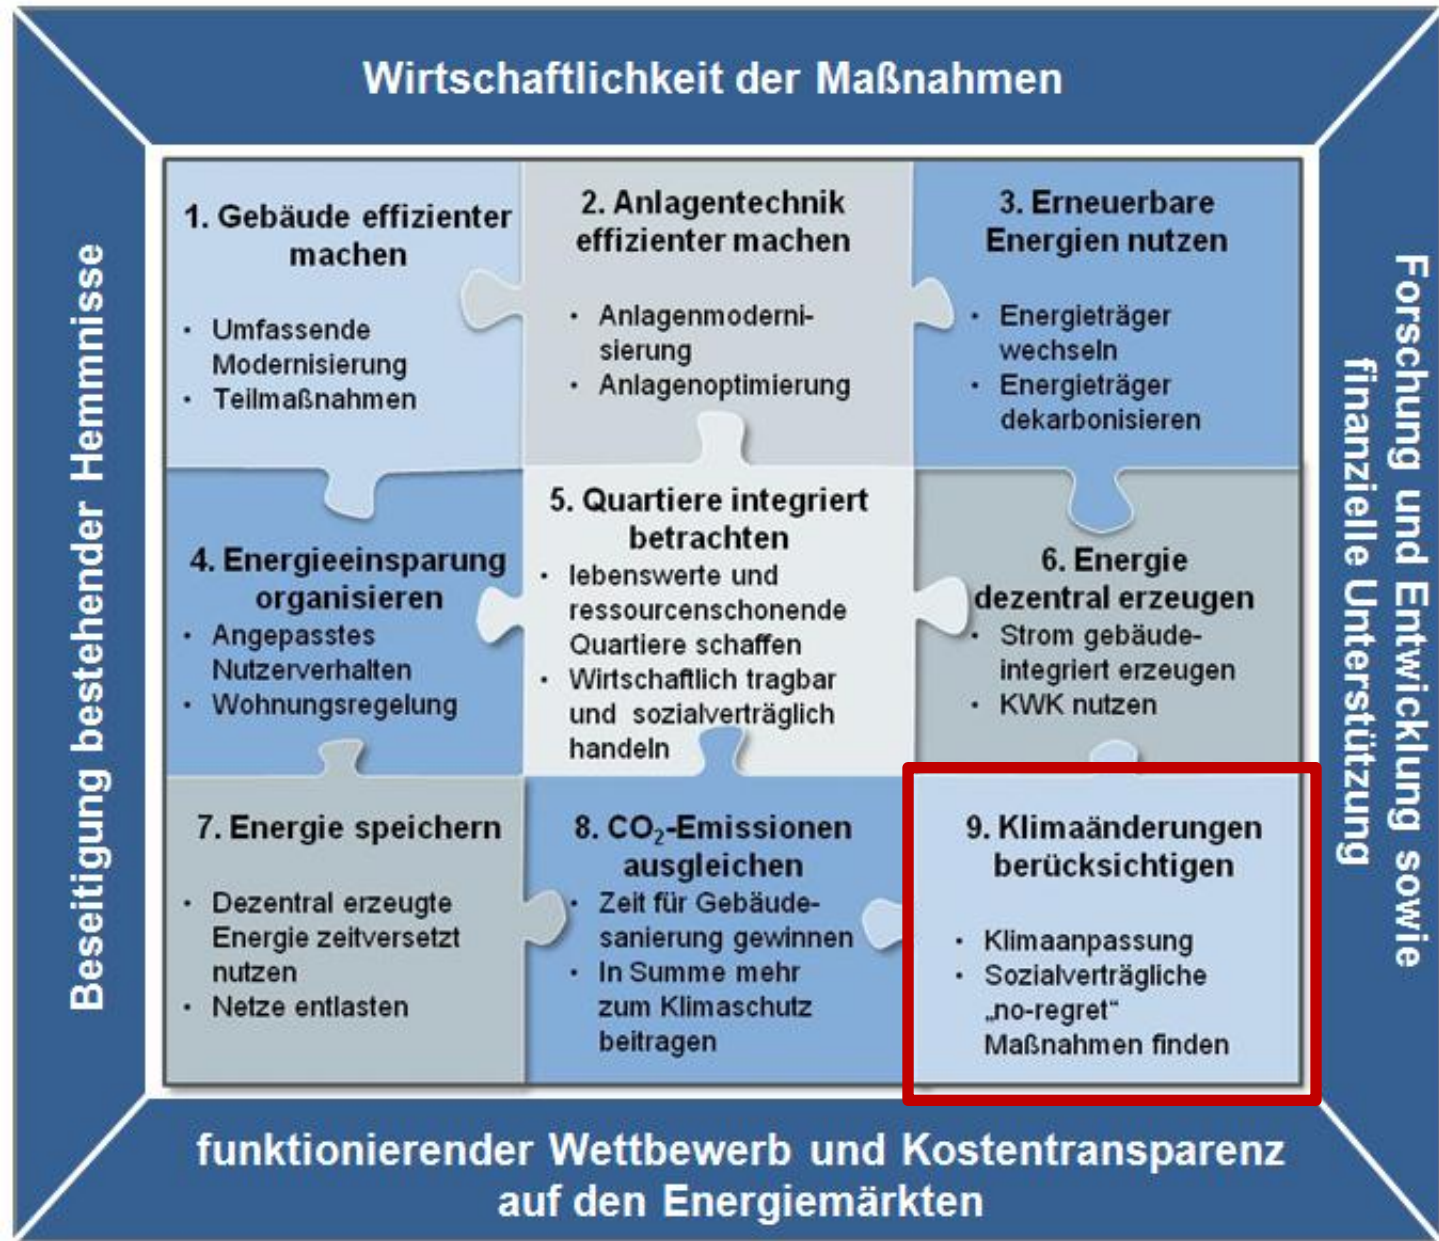 Wirtschaftlichkeit der Maßnahmen
Beseitigung bestehender Hemmnisse
1. Gebäude effizienter
machen
• Umfassende
Modernisierung
• Teilmaßnahmen
2. Anlagentechnik
effizienter machen
• Anlagenmoderni-
sierung
• Anlagenoptimierung
3. Erneuerbare
Energien nutzen
• Energieträger
wechseln
• Energieträger
dekarbonisieren
4. Energieeinsparung
organisieren
• Angepasstes
Nutzerverhalten
• Wohnungsregelung
5. Quartiere integriert
betrachten
• lebenswerte und
ressourcenschonende
Quartiere schaffen
• Wirtschaftlich tragbar
und sozialverträglich
handeln
6. Energie
dezentral erzeugen
• Strom gebäude-
integriert erzeugen
• KWK nutzen
7. Energie speichern
• Dezentral erzeugte
Energie zeitversetzt
nutzen
• Netze entlasten
8. CO₂-Emissionen
ausgleichen
• Zeit für Gebäude-
sanierung gewinnen
• In Summe mehr
zum Klimaschutz
beitragen
9. Klimaänderungen
berücksichtigen
• Klimaanpassung
• Sozialverträgliche
„no-regret“
Maßnahmen finden
Forschung und Entwicklung sowie
finanzielle Unterstützung
funktionierender Wettbewerb und Kostentransparenz
auf den Energiemärkten